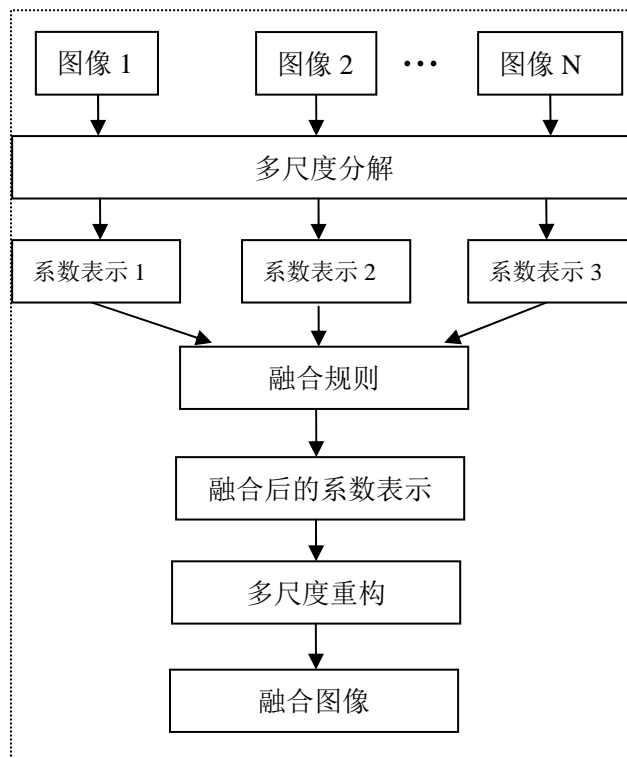 图像 1 图像 2 … 图像 N
多尺度分解
系数表示 1 系数表示 2 系数表示 3
融合规则
融合后的系数表示
多尺度重构
融合图像